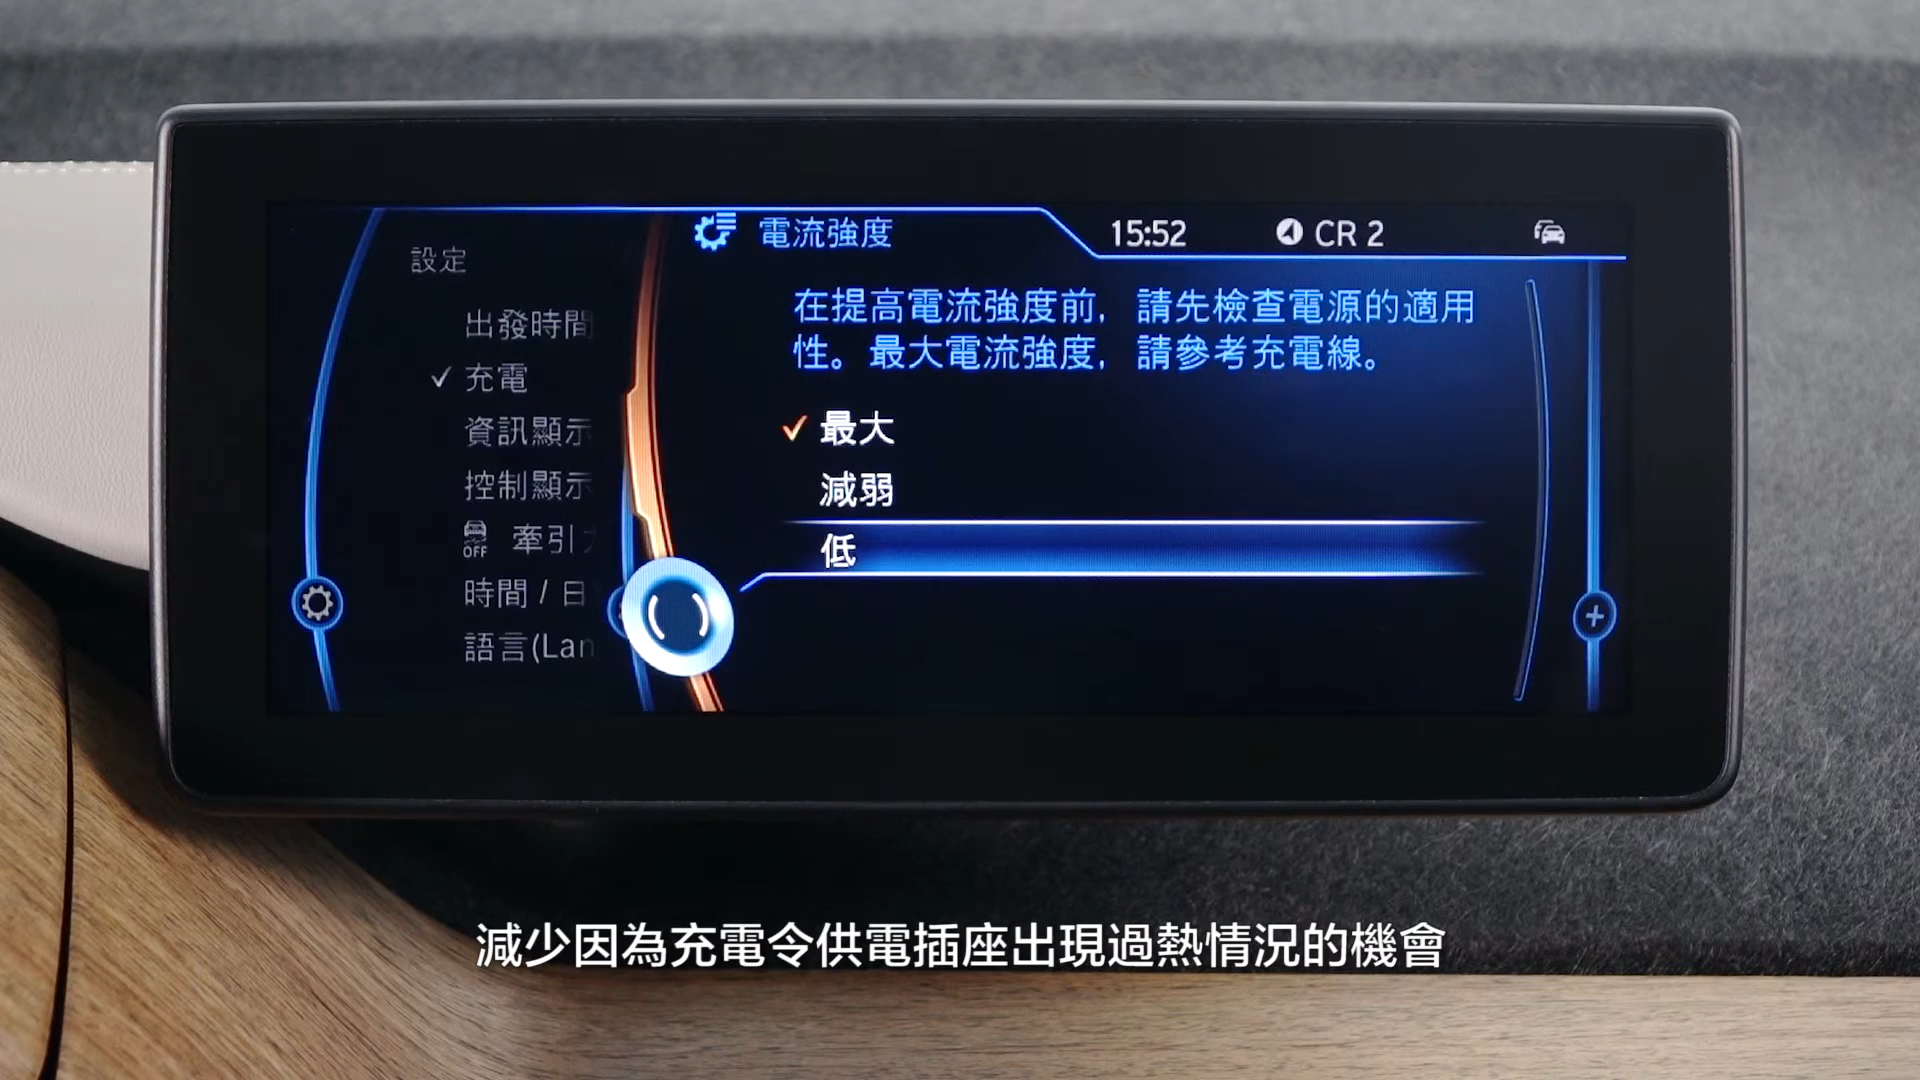 電流強度
15:52
CR 2
設定
出發時間
✓ 充電
資訊顯示
控制顯示
OFF 牽引
時間 / 日
語言(Lan
在提高電流強度前，請先檢查電源的適用
性。最大電流強度，請參考充電線。
✓ 最大
減弱
低
減少因為充電令供電插座出現過熱情況的機會